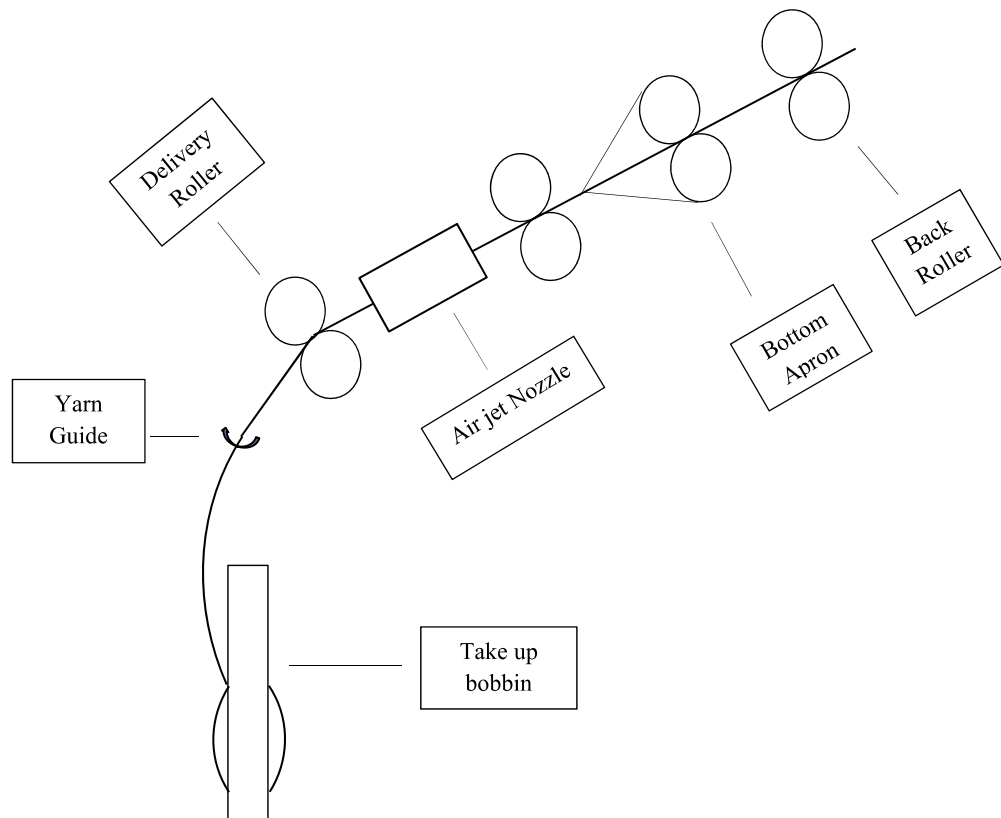 Delivery
Roller
Back
Roller
Bottom
Apron
Air jet Nozzle
Yarn
Guide
Take up
bobbin